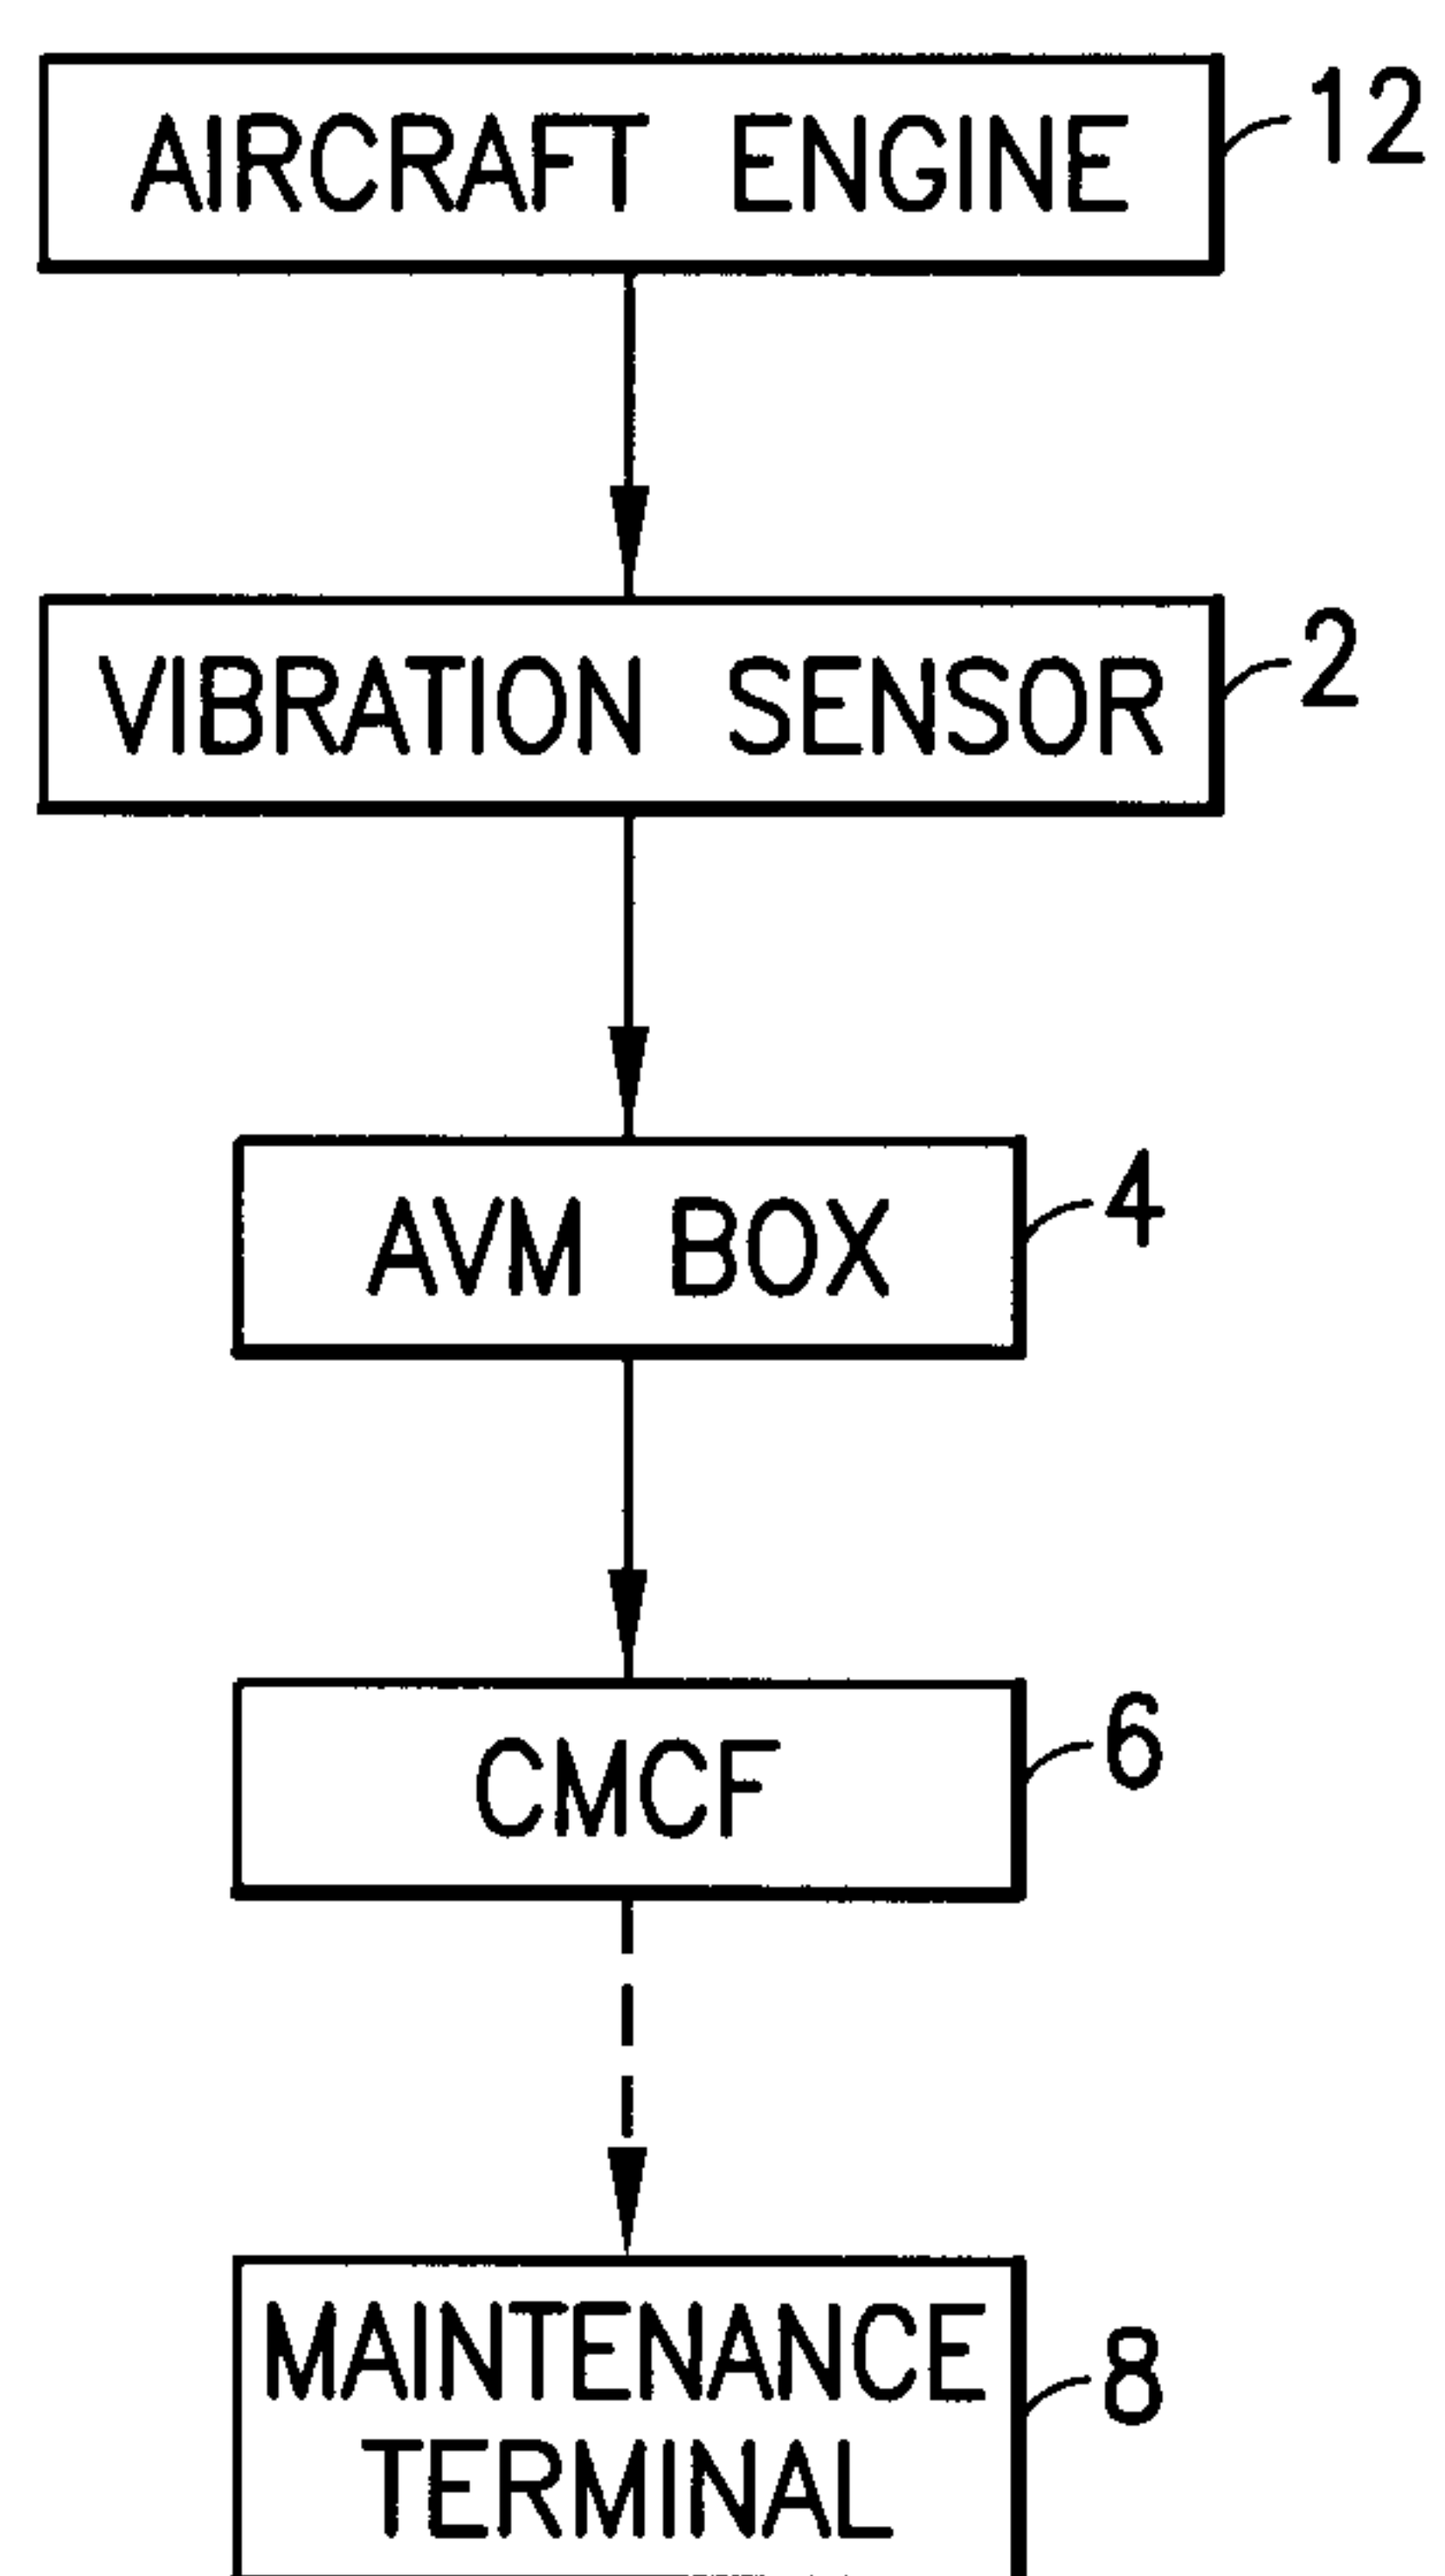 AIRCRAFT ENGINE
12
VIBRATION SENSOR
2
AVM BOX
4
CMCF
6
MAINTENANCE
TERMINAL
8